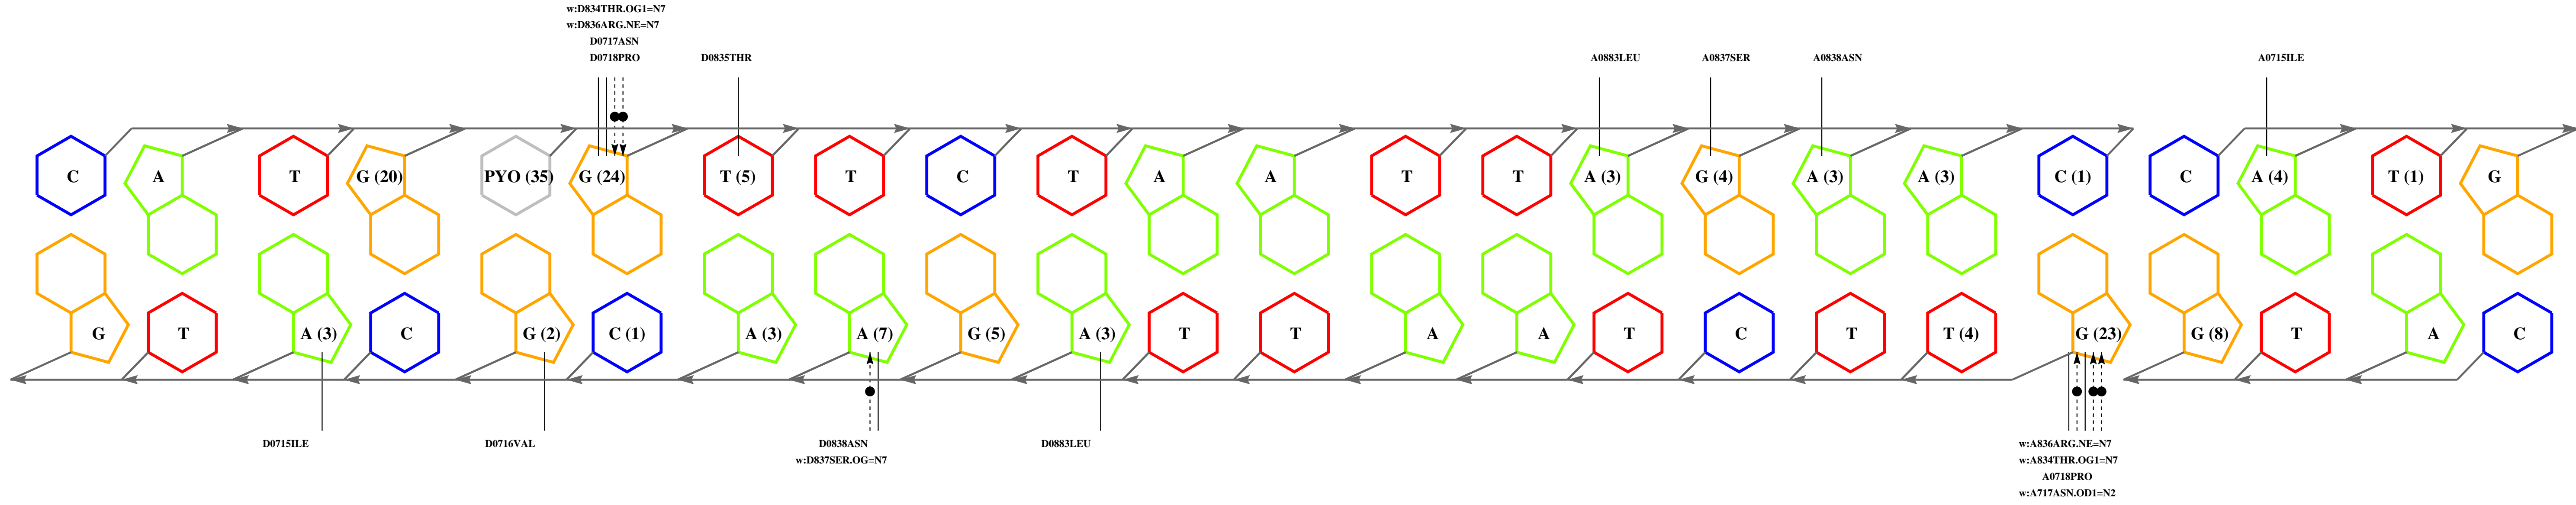 w:D834THR.OG1=N7
w:D836ARG.NE=N7
D0717ASN
D0718PRO
D0835THR
A0883LEU
A0837SER
A0838ASN
A0715ILE
C A T G (20) PYO (35) G (24) T (5) T C T A A T T A (3) G (4) A (3) A (3) C (1) C A (4) T (1) G
G T A (3) C G (2) C (1) A (3) A (7) G (5) A (3) T T A A T C T T (4) G (23) G (8) T A C
D0715ILE
D0716VAL
D0838ASN
w:D837SER.OG=N7
D0883LEU
w:A836ARG.NE=N7
w:A834THR.OG1=N7
A0718PRO
w:A717ASN.OD1=N2